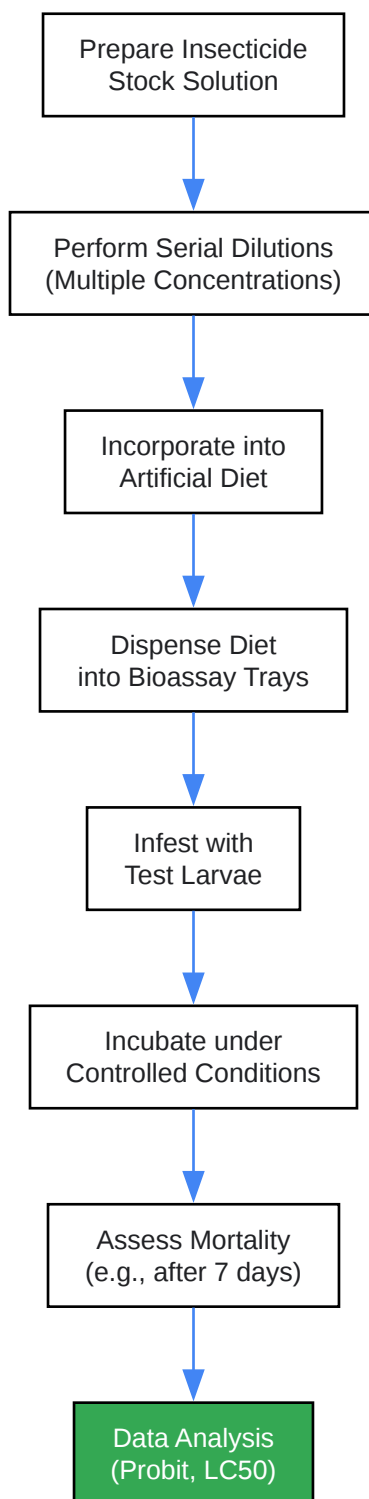 Prepare Insecticide
Stock Solution
Perform Serial Dilutions
(Multiple Concentrations)
Incorporate into
Artificial Diet
Dispense Diet
into Bioassay Trays
Infest with
Test Larvae
Incubate under
Controlled Conditions
Assess Mortality
(e.g., after 7 days)
Data Analysis
(Probit, LC50)